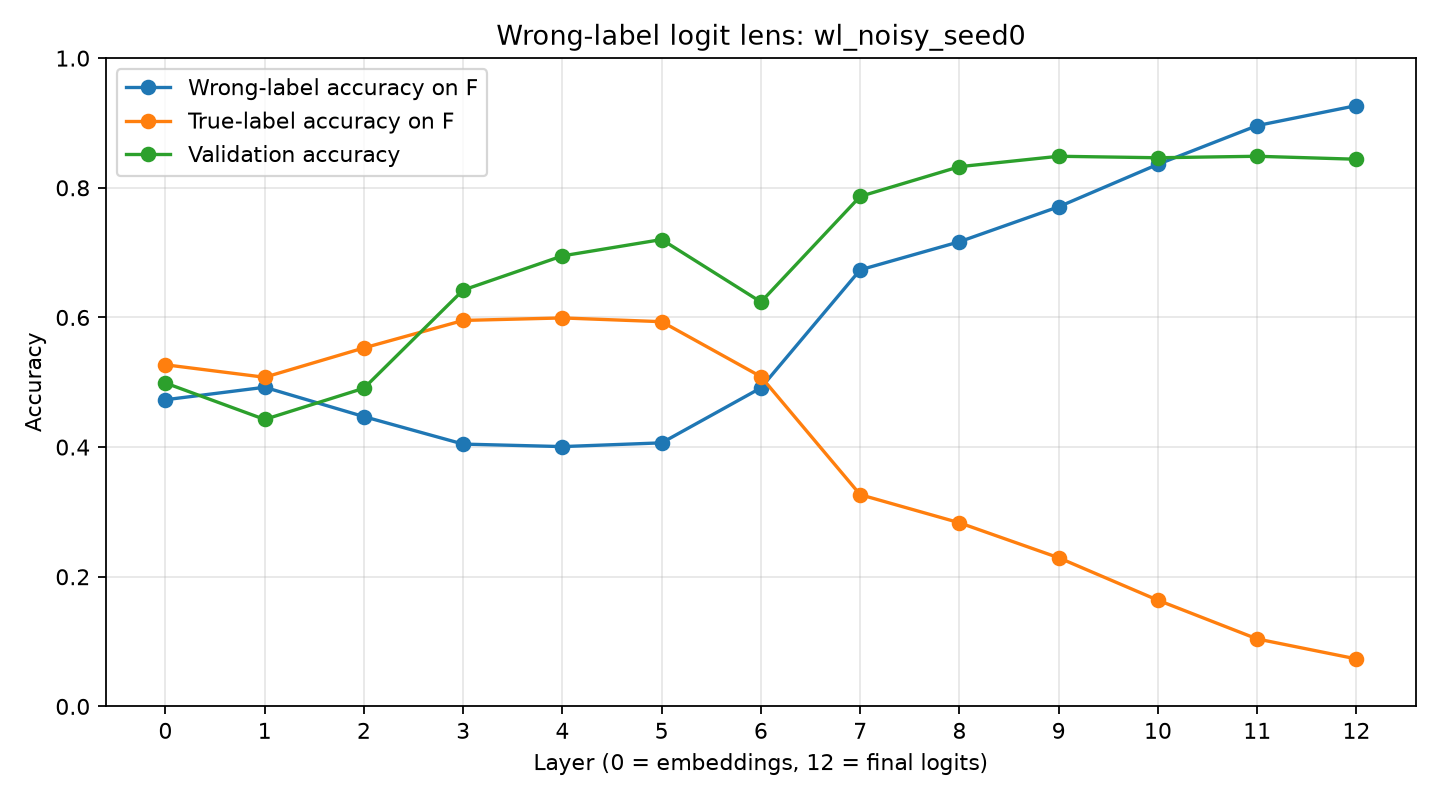 Wrong-label logit lens: wl_noisy_seed0
Wrong-label accuracy on F
True-label accuracy on F
Validation accuracy
Accuracy
1.0
0.8
0.6
0.4
0.2
0.0
0 1 2 3 4 5 6 7 8 9 10 11 12
Layer (0 = embeddings, 12 = final logits)